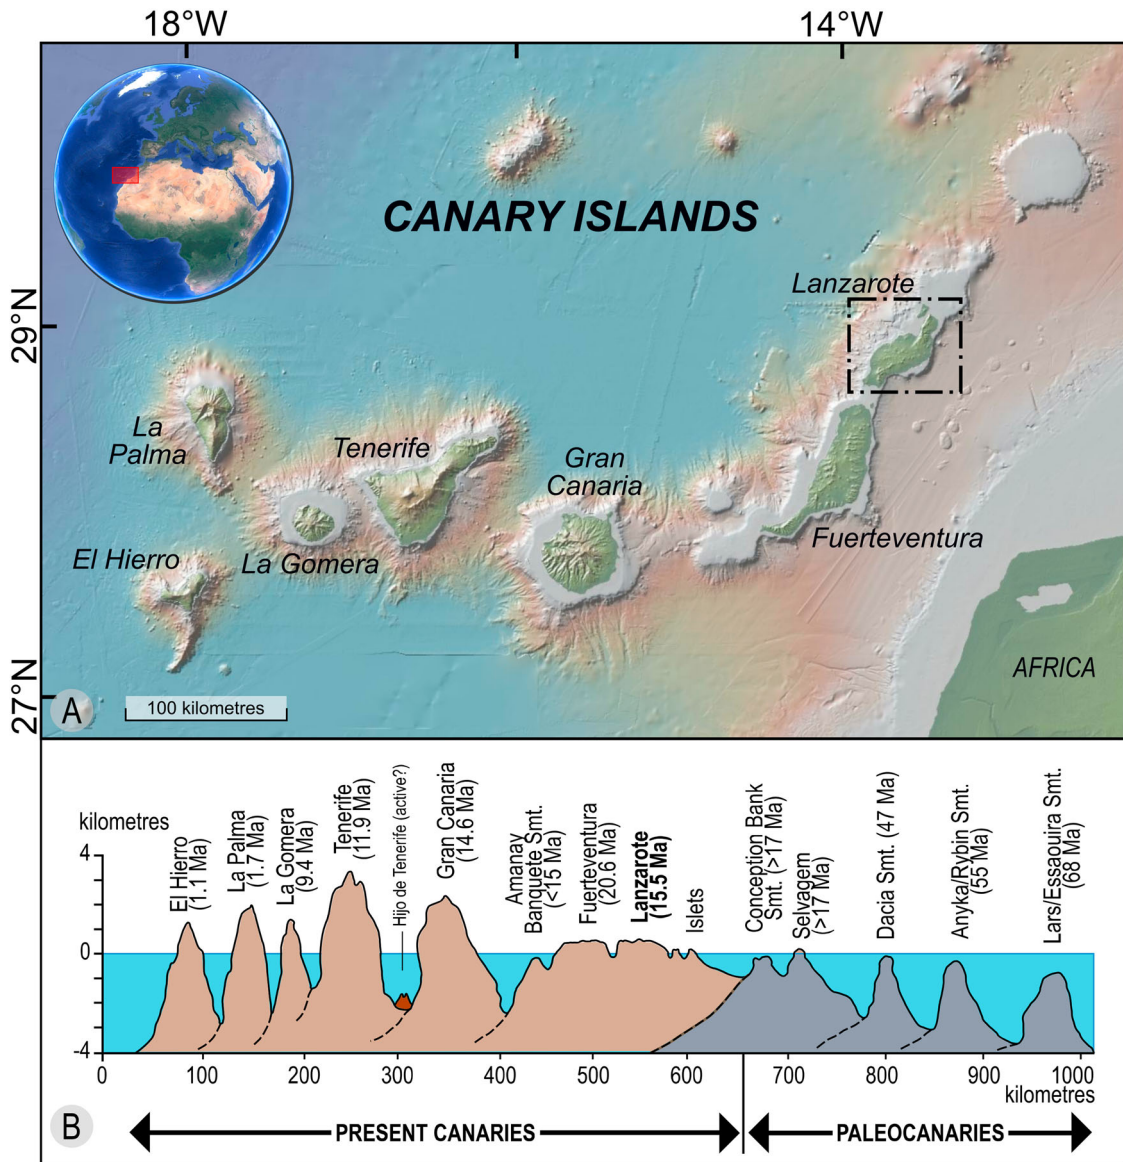 18°W
14°W
CANARY ISLANDS
Lanzarote
29°N
La
Palma
Tenerife
Gran
Canaria
El Hierro
La Gomera
Fuerteventura
AFRICA
27°N
A
100 kilometres
kilometres
El Hierro
(1.1 Ma)
La Palma
(1.7 Ma)
La Gomera
(9.4 Ma)
Tenerife
(11.9 Ma)
Hijo de Tenerife (active?)
Gran Canaria
(14.6 Ma)
Amanay
Banquete Smt.
(<15 Ma)
Fuerteventura
(20.6 Ma)
Lanzarote
(15.5 Ma)
Islets
Conception Bank
Smt. (>17 Ma)
Selvagem
(>17 Ma)
Dacia Smt. (47 Ma)
Anyka/Rybin Smt.
(55 Ma)
Lars/Essaouira Smt.
(68 Ma)
4
0
-4
0 100 200 300 400 500 600 700 800 900 1000
kilometres
B
PRESENT CANARIES
PALEOCANARIES